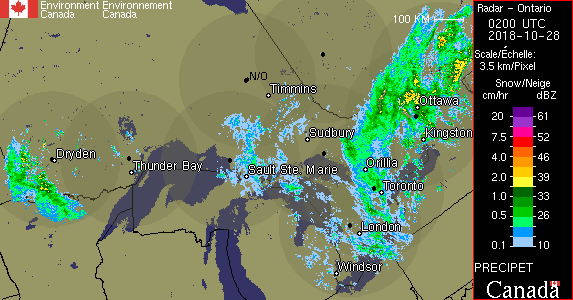 Environment Environnement
Canada Canada
100 KM
N/O
Timmins
Ottawa
Sudbury
Kingston
Dryden
Thunder Bay
Sault Ste. Marie
Orillia
Toronto
London
Windsor
Radar - Ontario
0200 UTC
2018-10-28
Scale/Échelle:
3.5 km/Pixel
Snow/Neige
cm/hr dBZ
20 61
7.5 52
4.0 46
2.0 39
1.0 33
0.5 26
0.1 10
PRECIPET
Canada